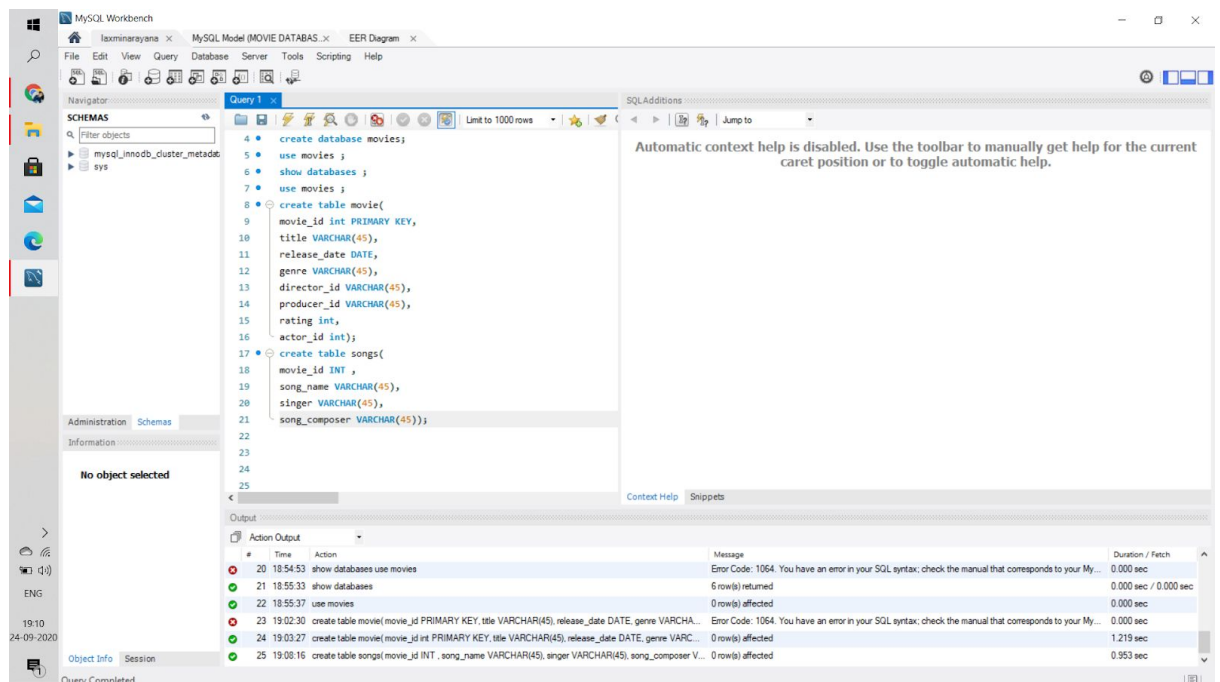 MySQL Workbench
laxminarayana × MySQL Model (MOVIE DATABAS..× EER Diagram ×
File Edit View Query Database Server Tools Scripting Help
Navigator
SCHEMAS
Filter objects
mysql_innodb_cluster_metadat
sys
Administration Schemas
Information
No object selected
Object Info Session
Query Completed
Query 1 ×
Limit to 1000 rows
4 create database movies;
5 use movies ;
6 show databases ;
7 use movies ;
8 create table movie(
9 movie_id int PRIMARY KEY,
10 title VARCHAR(45),
11 release_date DATE,
12 genre VARCHAR(45),
13 director_id VARCHAR(45),
14 producer_id VARCHAR(45),
15 rating int,
16 actor_id int);
17 create table songs(
18 movie_id INT ,
19 song_name VARCHAR(45),
20 singer VARCHAR(45),
21 song_composer VARCHAR(45));
22
23
24
25
SQLAdditions
Jump to
Automatic context help is disabled. Use the toolbar to manually get help for the current
caret position or to toggle automatic help.
Context Help Snippets
Output
Action Output
# Time Action Message Duration / Fetch
20 18:54:53 show databases use movies Error Code: 1064. You have an error in your SQL syntax; check the manual that corresponds to your My... 0.000 sec
21 18:55:33 show databases 6 row(s) returned 0.000 sec / 0.000 sec
22 18:55:37 use movies 0 row(s) affected 0.000 sec
23 19:02:30 create table movie( movie_id PRIMARY KEY, title VARCHAR(45), release_date DATE, genre VARCHA... Error Code: 1064. You have an error in your SQL syntax; check the manual that corresponds to your My... 0.000 sec
24 19:03:27 create table movie( movie_id int PRIMARY KEY, title VARCHAR(45), release_date DATE, genre VARC... 0 row(s) affected 1.219 sec
25 19:08:16 create table songs( movie_id INT , song_name VARCHAR(45), singer VARCHAR(45), song_composer V... 0 row(s) affected 0.953 sec
ENG
19:10
24-09-2020